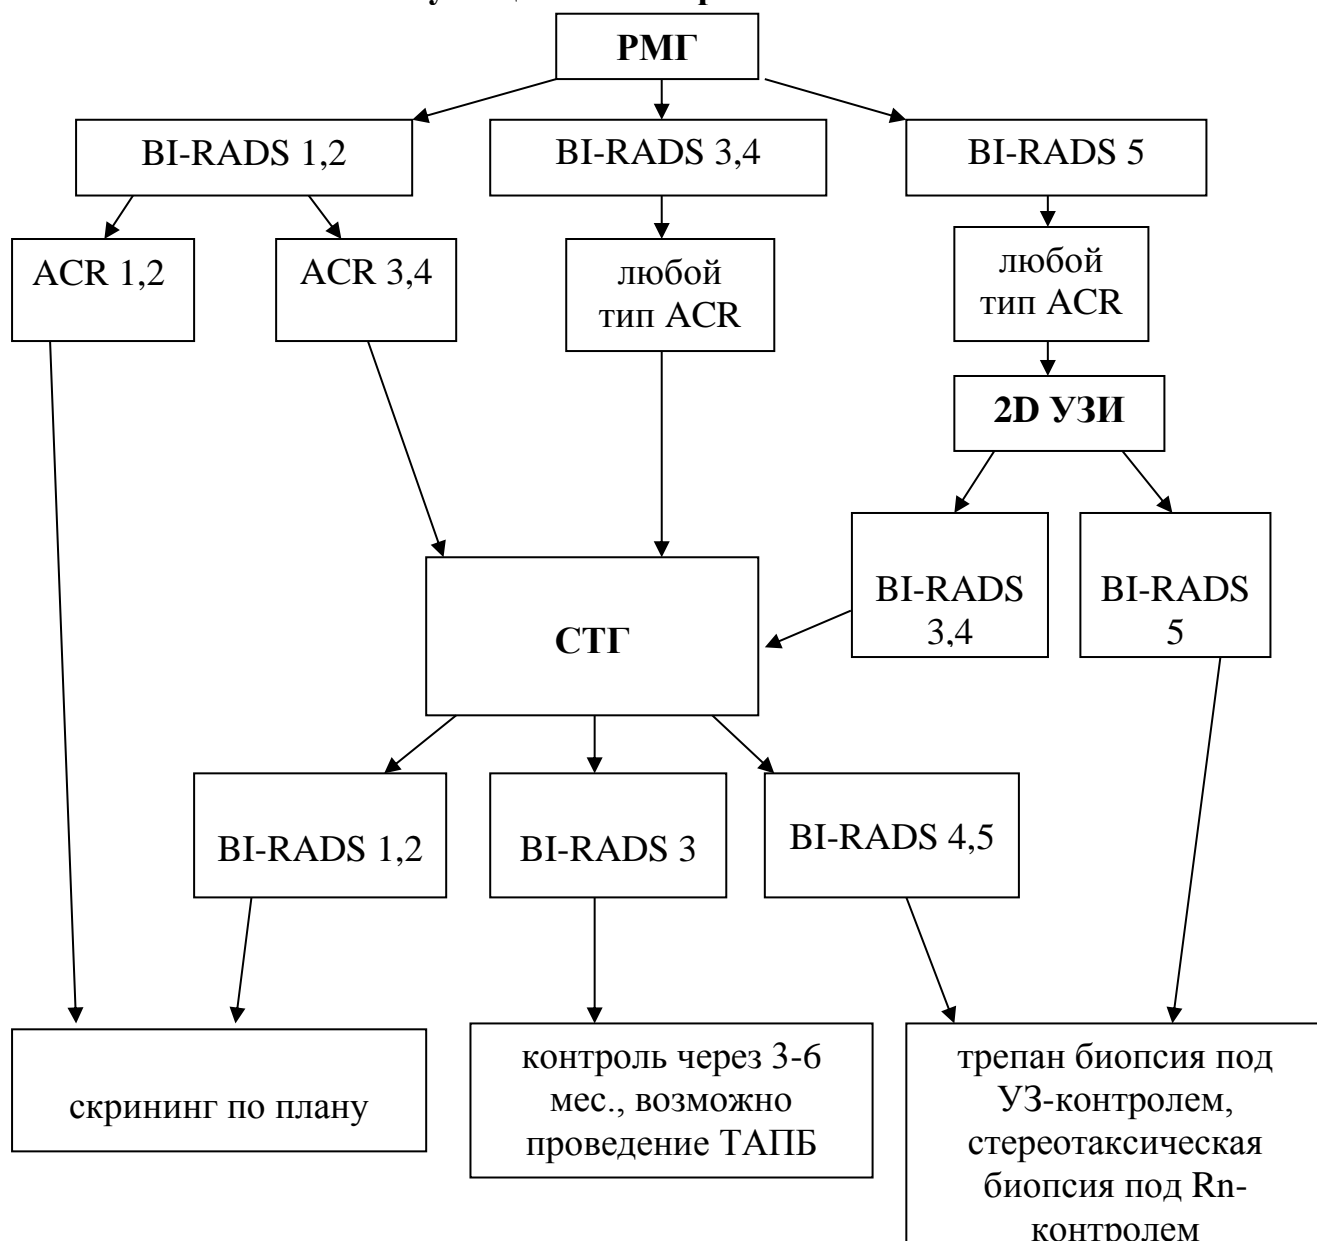 РМГ
BI-RADS 1,2
BI-RADS 3,4
BI-RADS 5
ACR 1,2
ACR 3,4
любой
тип ACR
любой
тип ACR
2D УЗИ
BI-RADS
3,4
BI-RADS
5
СТГ
BI-RADS 1,2
BI-RADS 3
BI-RADS 4,5
скрининг по плану
контроль через 3-6
мес., возможно
проведение ТАПБ
трепан биопсия под
УЗ-контролем,
стереотаксическая
биопсия под Rn-
контролем